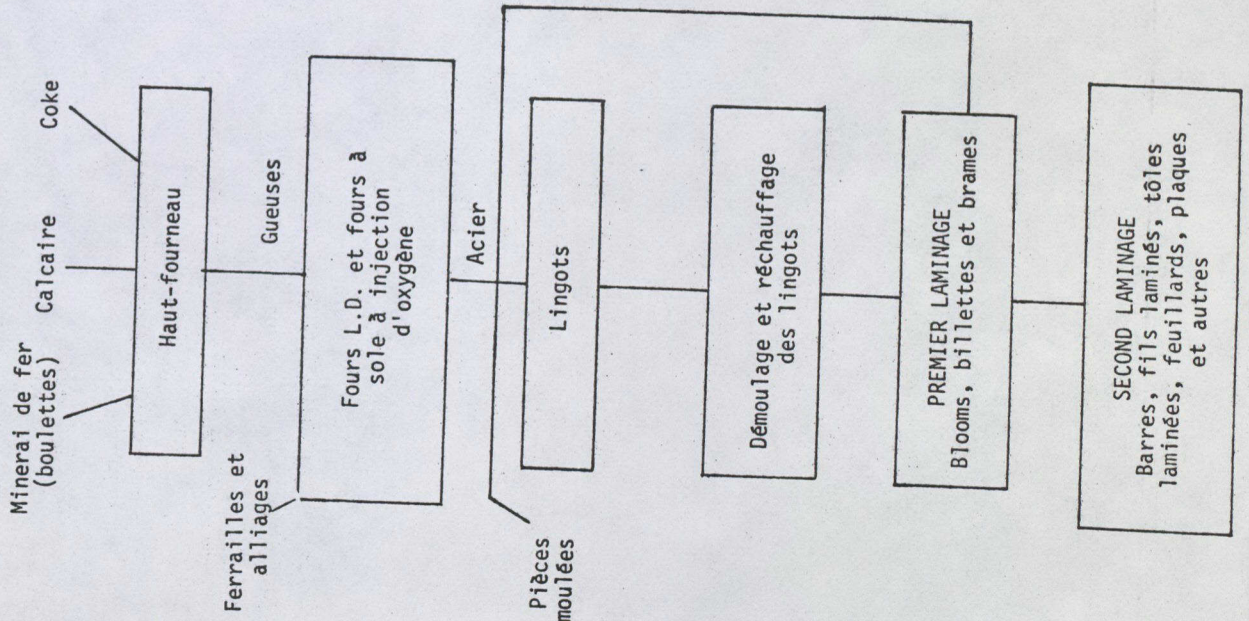 Minerai de fer
(boulettes)
Calcaire
Coke
Haut-fourneau
Gueuses
Ferrailles et
alliages
Fours L.D. et fours à
sole à injection
d'oxygène
Acier
Pièces
moulées
Lingots
Démoulage et réchauffage
des lingots
PREMIER LAMINAGE
Blooms, billettes et brames
SECOND LAMINAGE
Barres, fils laminés, tôles
laminées, feuillards, plaques
et autres